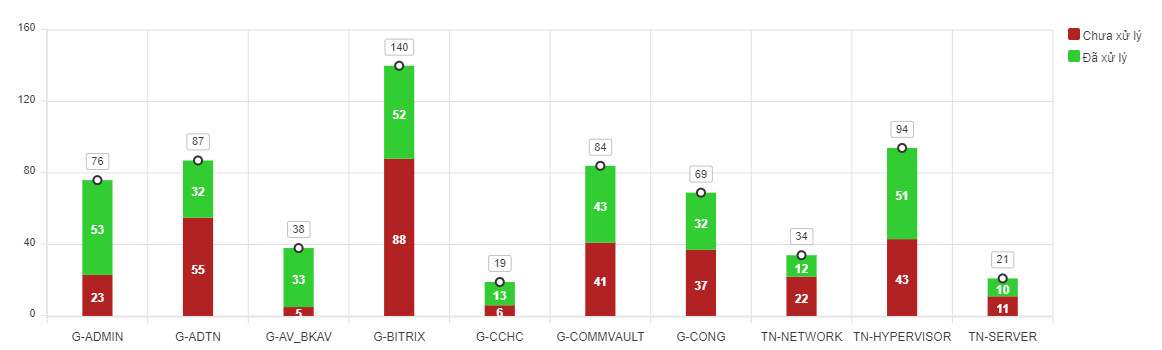 160
120
80
40
0
76
53
23
87
32
55
38
33
5
140
52
88
19
13
6
84
43
41
69
32
37
34
12
22
94
51
43
21
10
11
G-ADMIN
G-ADTN
G-AV_BKAV
G-BITRIX
G-CCHC
G-COMMVAULT
G-CONG
TN-NETWORK
TN-HYPERVISOR
TN-SERVER
Chưa xử lý
Đã xử lý